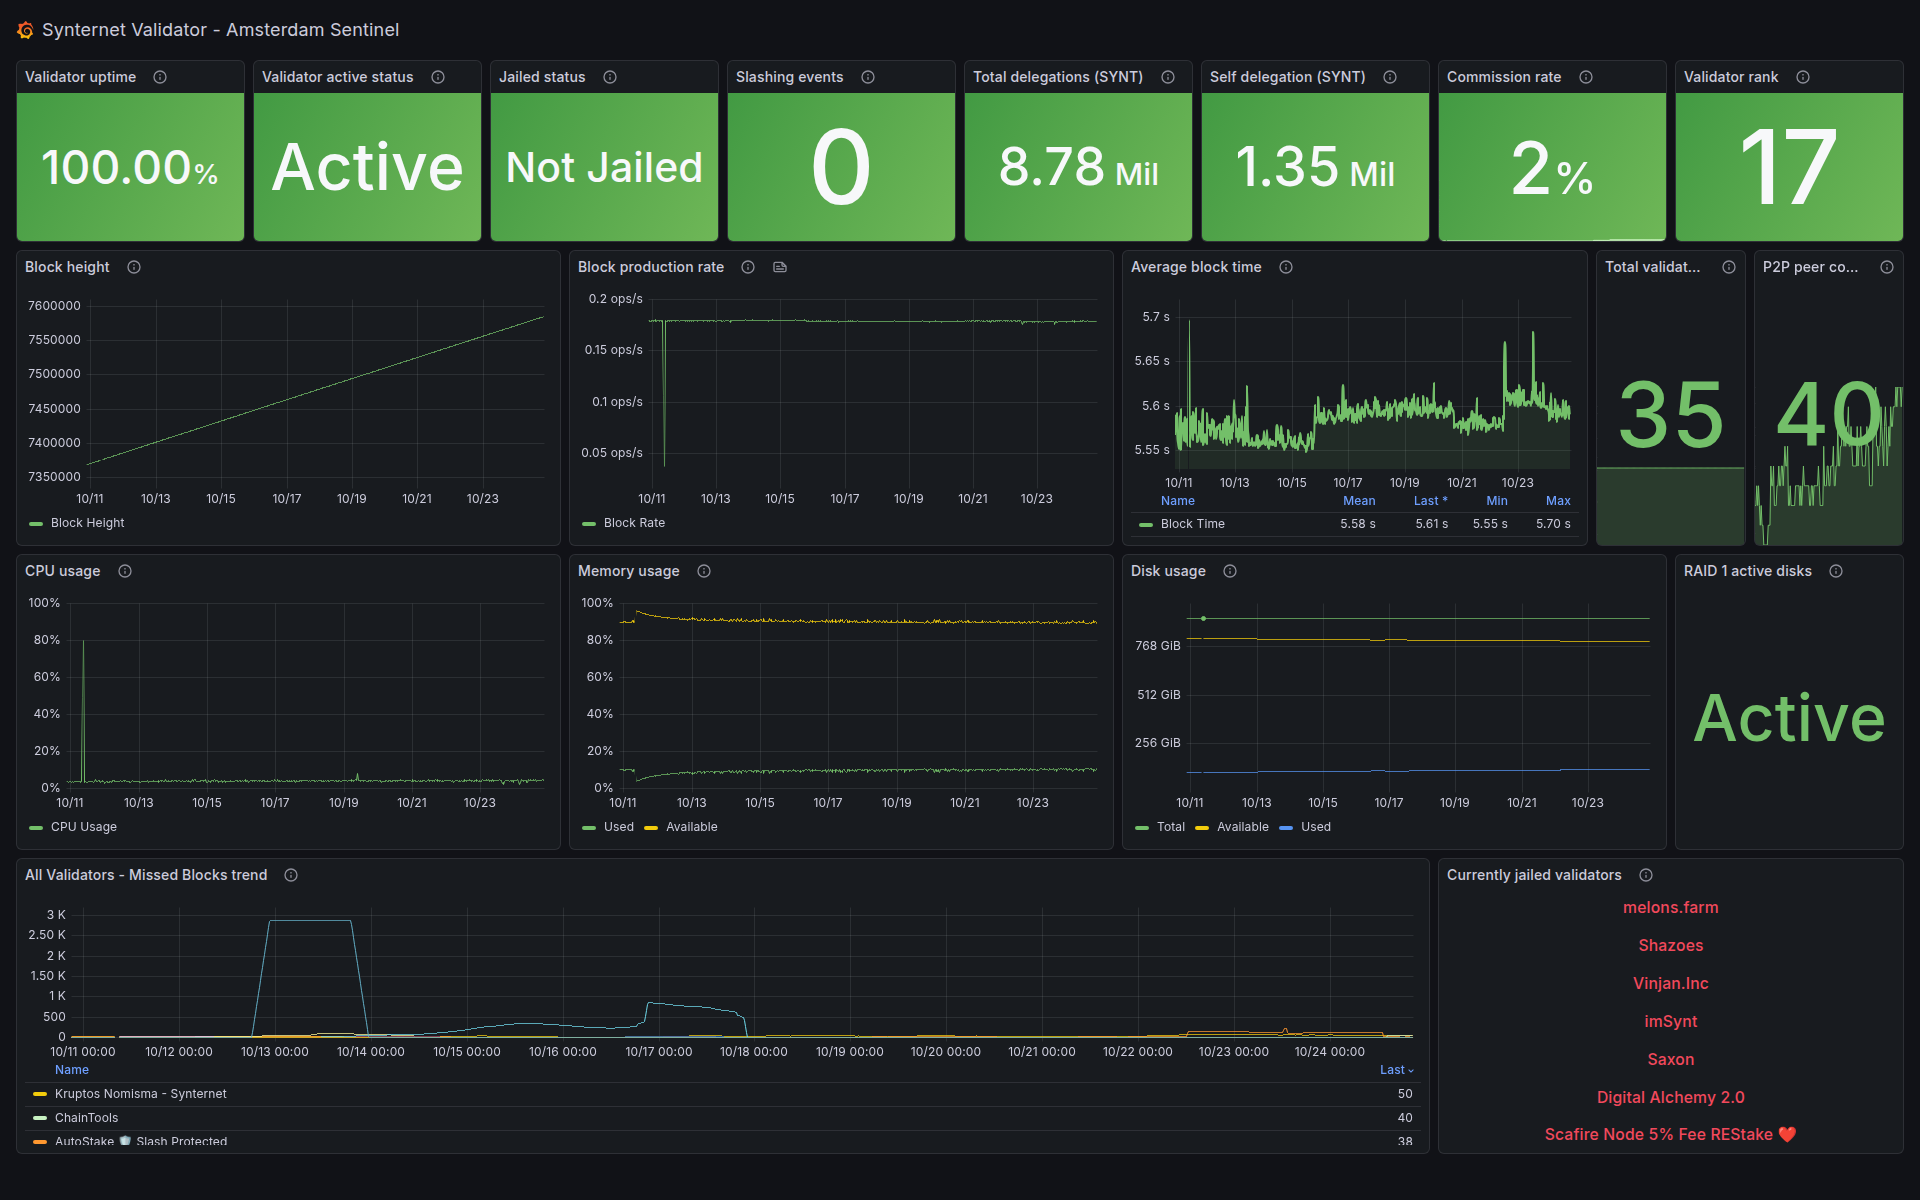 Synternet Validator - Amsterdam Sentinel
Validator uptime
Validator active status
Jailed status
Slashing events
Total delegations (SYNT)
Self delegation (SYNT)
Commission rate
Validator rank
100.00%
Active
Not Jailed
0
8.78 Mil
1.35 Mil
2%
17
Block height
7600000
7550000
7500000
7450000
7400000
7350000
10/11 10/13 10/15 10/17 10/19 10/21 10/23
Block Height
Block production rate
0.2 ops/s
0.15 ops/s
0.1 ops/s
0.05 ops/s
10/11 10/13 10/15 10/17 10/19 10/21 10/23
Block Rate
Average block time
5.7 s
5.65 s
5.6 s
5.55 s
10/11 10/13 10/15 10/17 10/19 10/21 10/23
Name Mean Last * Min Max
Block Time 5.58 s 5.61 s 5.55 s 5.70 s
Total validat...
35
P2P peer co...
40
CPU usage
100%
80%
60%
40%
20%
0%
10/11 10/13 10/15 10/17 10/19 10/21 10/23
CPU Usage
Memory usage
100%
80%
60%
40%
20%
0%
10/11 10/13 10/15 10/17 10/19 10/21 10/23
Used Available
Disk usage
768 GiB
512 GiB
256 GiB
10/11 10/13 10/15 10/17 10/19 10/21 10/23
Total Available Used
RAID 1 active disks
Active
All Validators - Missed Blocks trend
3 K
2.50 K
2 K
1.50 K
1 K
500
0
10/11 00:00 10/12 00:00 10/13 00:00 10/14 00:00 10/15 00:00 10/16 00:00 10/17 00:00 10/18 00:00 10/19 00:00 10/20 00:00 10/21 00:00 10/22 00:00 10/23 00:00 10/24 00:00
Name Last
Kruptos Nomisma - Synternet 50
ChainTools 40
AutoStake 🛡️ Slash Protected 38
Currently jailed validators
melons.farm
Shazoes
Vinjan.Inc
imSynt
Saxon
Digital Alchemy 2.0
Scafire Node 5% Fee REStake ❤️